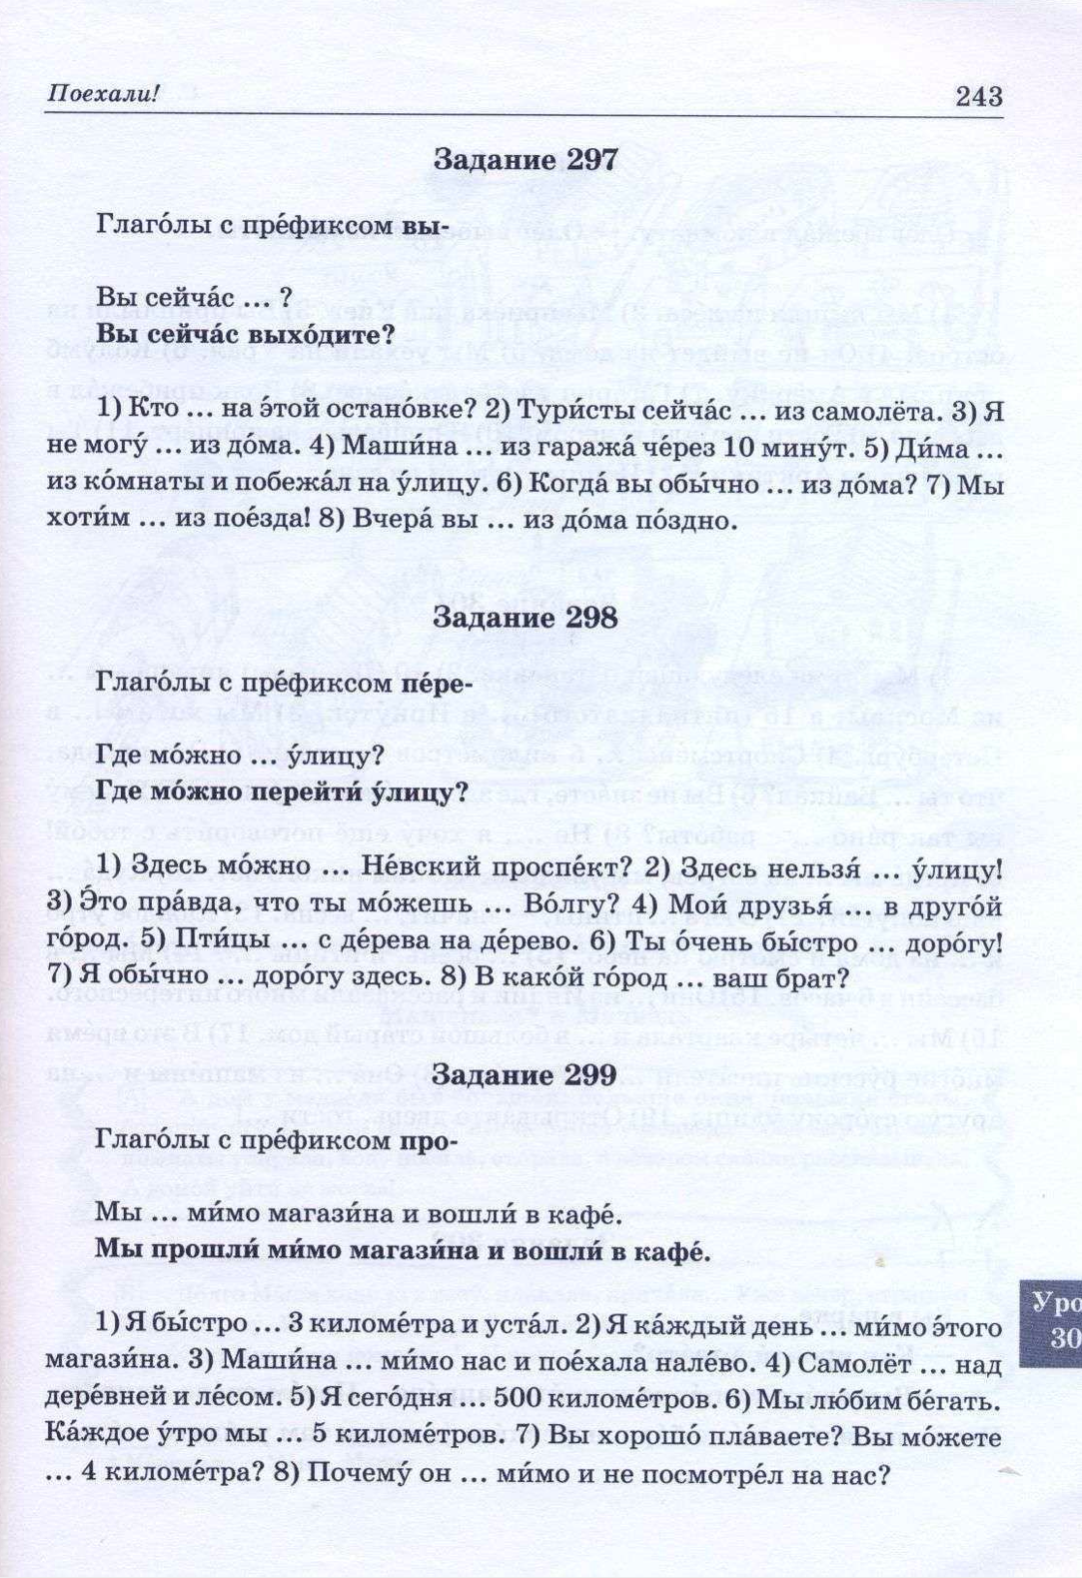 Поехали!
243
Задание 297
Глаго́лы с пре́фиксом вы-
Вы сейча́с ... ?
Вы сейча́с выхо́дите?
1) Кто ... на э́той остано́вке? 2) Тури́сты сейча́с ... из самолёта. 3) Я
не могу́ ... из до́ма. 4) Маши́на ... из гаража́ че́рез 10 мину́т. 5) Ди́ма ...
из ко́мнаты и побежа́л на у́лицу. 6) Когда́ вы обы́чно ... из до́ма? 7) Мы
хоти́м ... из по́езда! 8) Вчера́ вы ... из до́ма по́здно.
Задание 298
Глаго́лы с пре́фиксом пе́ре-
Где мо́жно ... у́лицу?
Где мо́жно перейти́ у́лицу?
1) Здесь мо́жно ... Не́вский проспе́кт? 2) Здесь нельзя́ ... у́лицу!
3) Э́то пра́вда, что ты мо́жешь ... Во́лгу? 4) Мои́ друзья́ ... в друго́й
го́род. 5) Пти́цы ... с де́рева на де́рево. 6) Ты о́чень бы́стро ... доро́гу!
7) Я обы́чно ... доро́гу здесь. 8) В како́й го́род ... ваш брат?
Задание 299
Глаго́лы с пре́фиксом про-
Мы ... ми́мо магази́на и вошли́ в кафе́.
Мы прошли́ ми́мо магази́на и вошли́ в кафе́.
1) Я бы́стро ... 3 киломе́тра и уста́л. 2) Я ка́ждый день ... ми́мо э́того
магази́на. 3) Маши́на ... ми́мо нас и пое́хала нале́во. 4) Самолёт ... над
дере́вней и ле́сом. 5) Я сего́дня ... 500 киломе́тров. 6) Мы лю́бим бе́гать.
Ка́ждое у́тро мы ... 5 киломе́тров. 7) Вы хорошо́ пла́ваете? Вы мо́жете
... 4 киломе́тра? 8) Почему́ он ... ми́мо и не посмотре́л на нас?
Уро
30